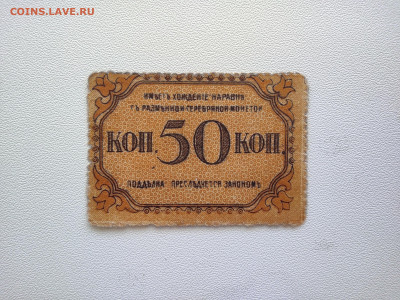 COINS.LAVE.RU
ИМѢЕТЪ ХОЖДЕНІЕ НАРАВНѢ
СЪ РАЗМѢННОЙ СЕРЕБРЯНОЙ МОНЕТОЙ
КОП. 50 КОП.
ПОДДѢЛКА ПРЕСЛѢДУЕТСЯ ЗАКОНОМЪ